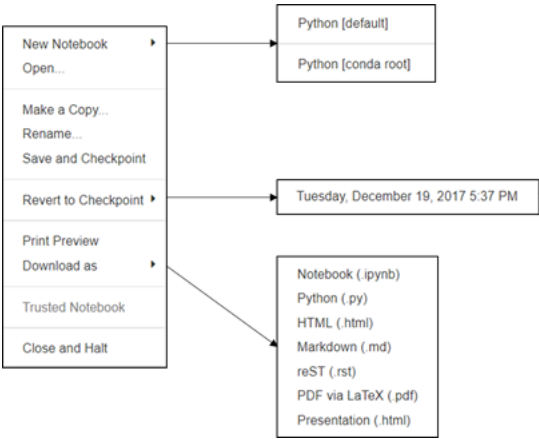 New Notebook
Open...
Make a Copy...
Rename...
Save and Checkpoint
Revert to Checkpoint
Print Preview
Download as
Trusted Notebook
Close and Halt
Python [default]
Python [conda root]
Tuesday, December 19, 2017 5:37 PM
Notebook (.ipynb)
Python (.py)
HTML (.html)
Markdown (.md)
reST (.rst)
PDF via LaTeX (.pdf)
Presentation (.html)